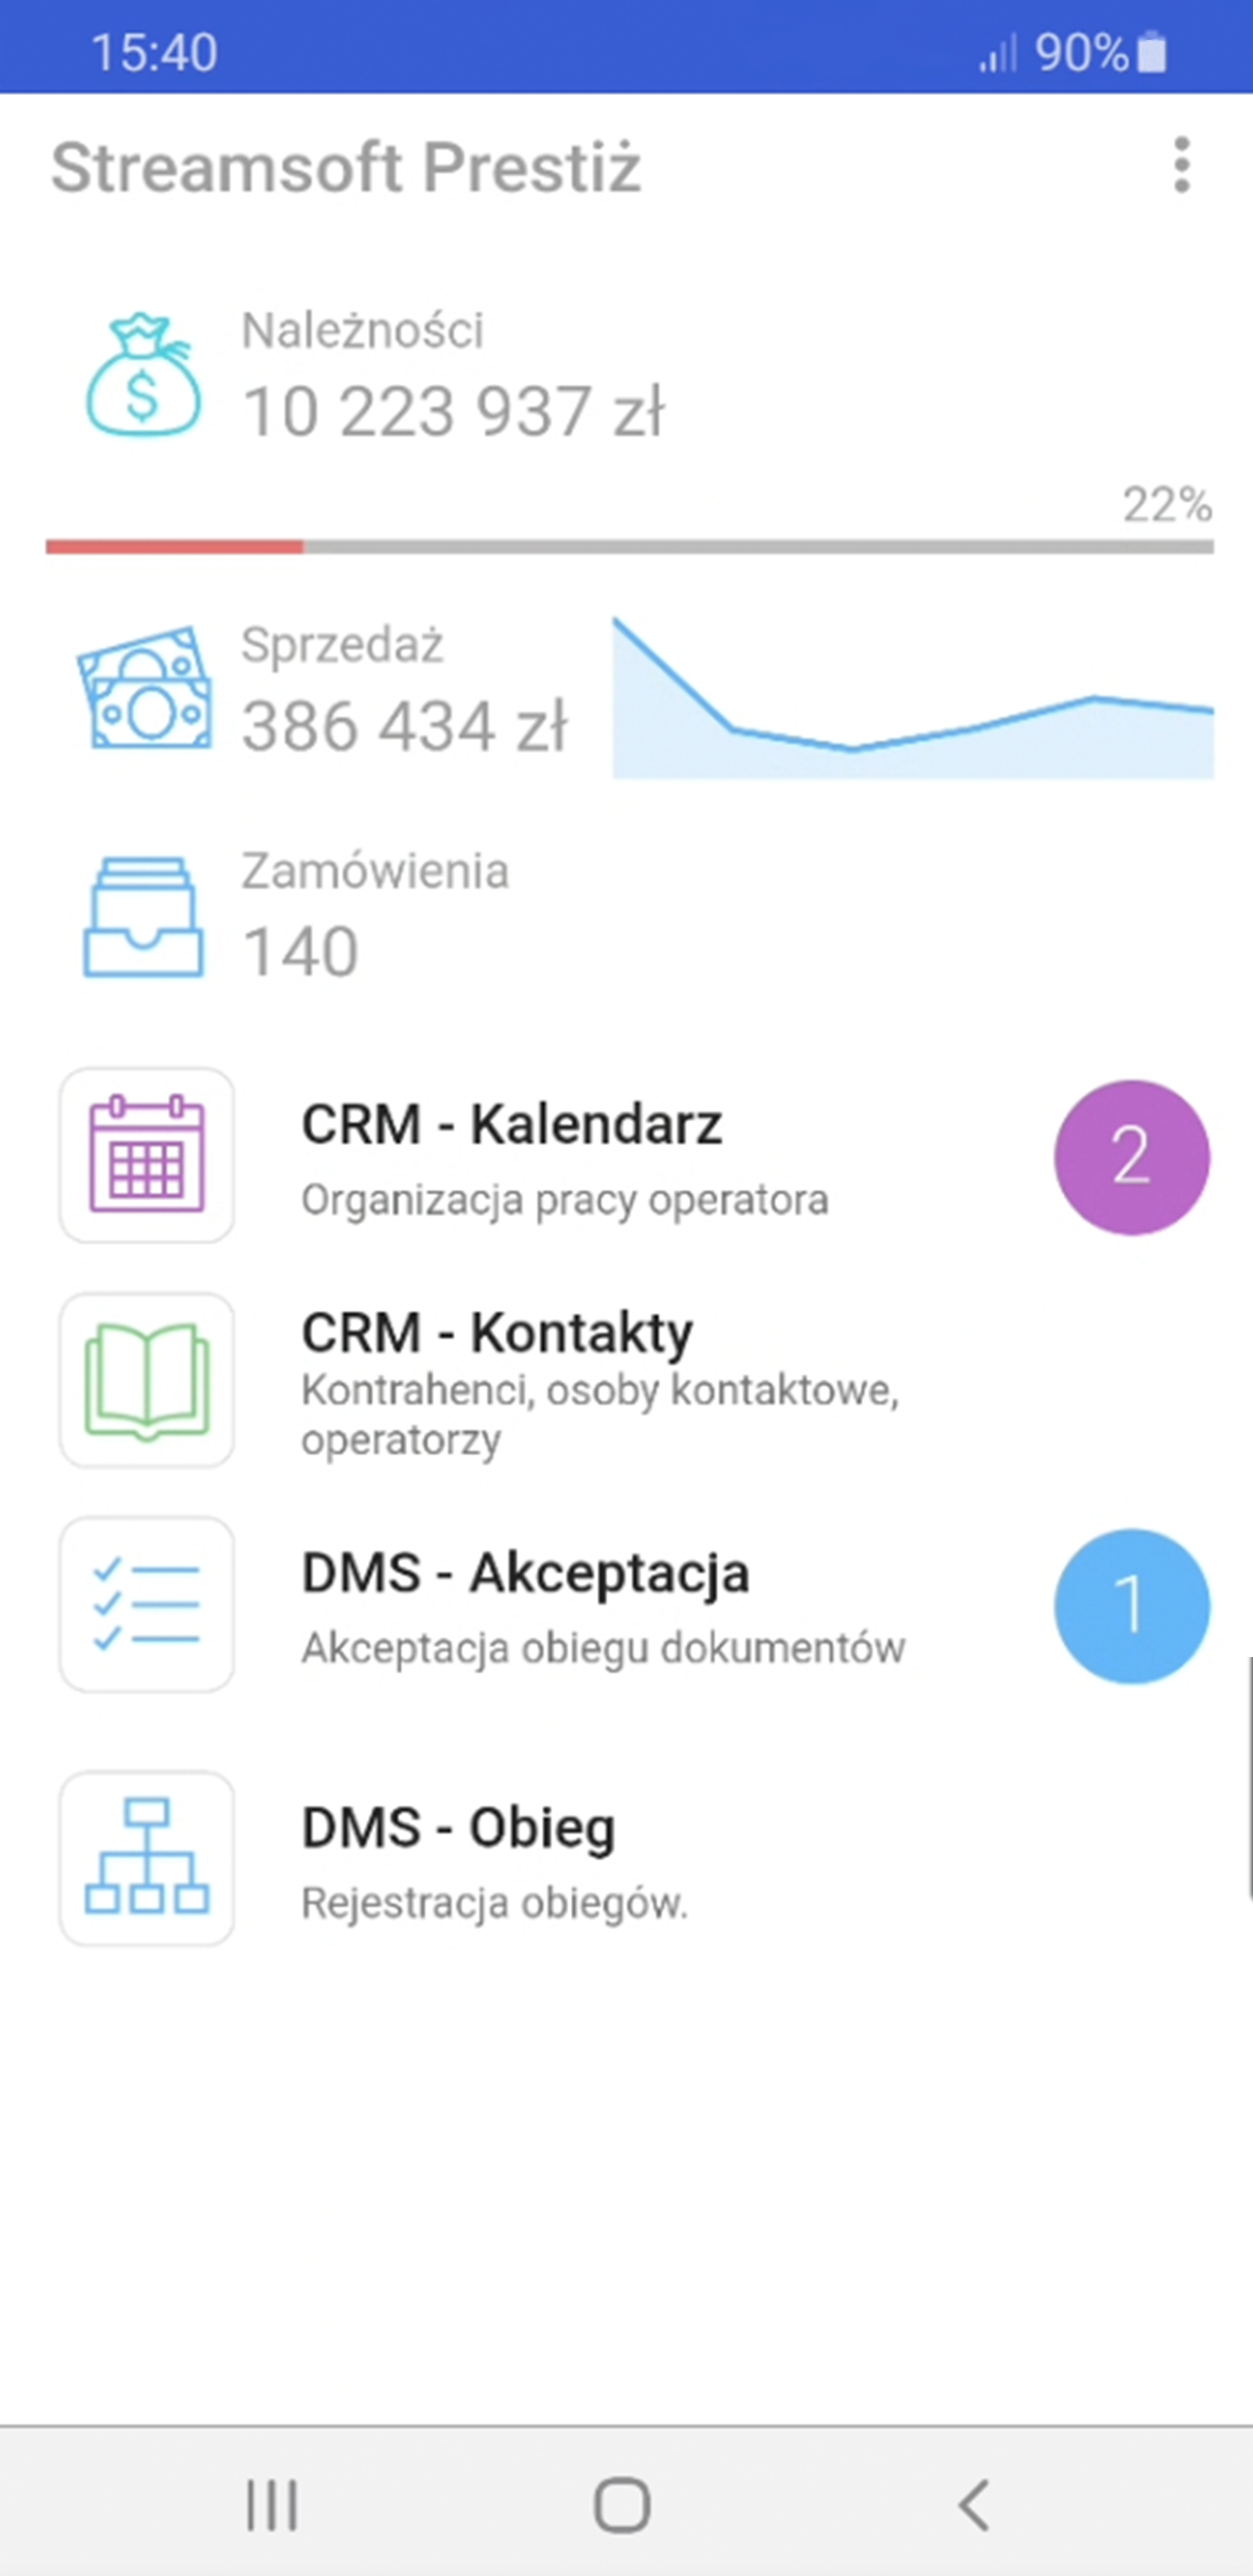 15:40 90%
Streamsoft Prestiż
Należności
10 223 937 zł
22%
Sprzedaż
386 434 zł
Zamówienia
140
CRM - Kalendarz
Organizacja pracy operatora
2
CRM - Kontakty
Kontrahenci, osoby kontaktowe,
operatorzy
DMS - Akceptacja
Akceptacja obiegu dokumentów
1
DMS - Obieg
Rejestracja obiegów.